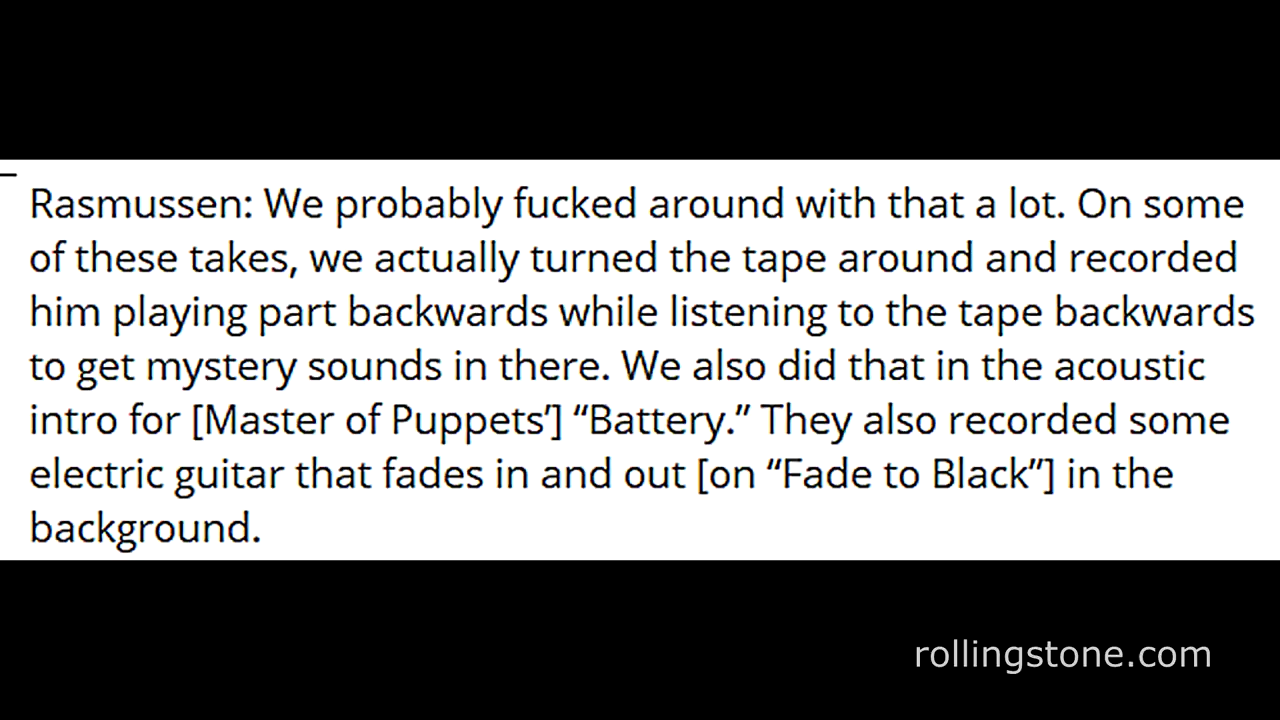 Rasmussen: We probably fucked around with that a lot. On some
of these takes, we actually turned the tape around and recorded
him playing part backwards while listening to the tape backwards
to get mystery sounds in there. We also did that in the acoustic
intro for [Master of Puppets’] “Battery.” They also recorded some
electric guitar that fades in and out [on “Fade to Black”] in the
background.
rollingstone.com